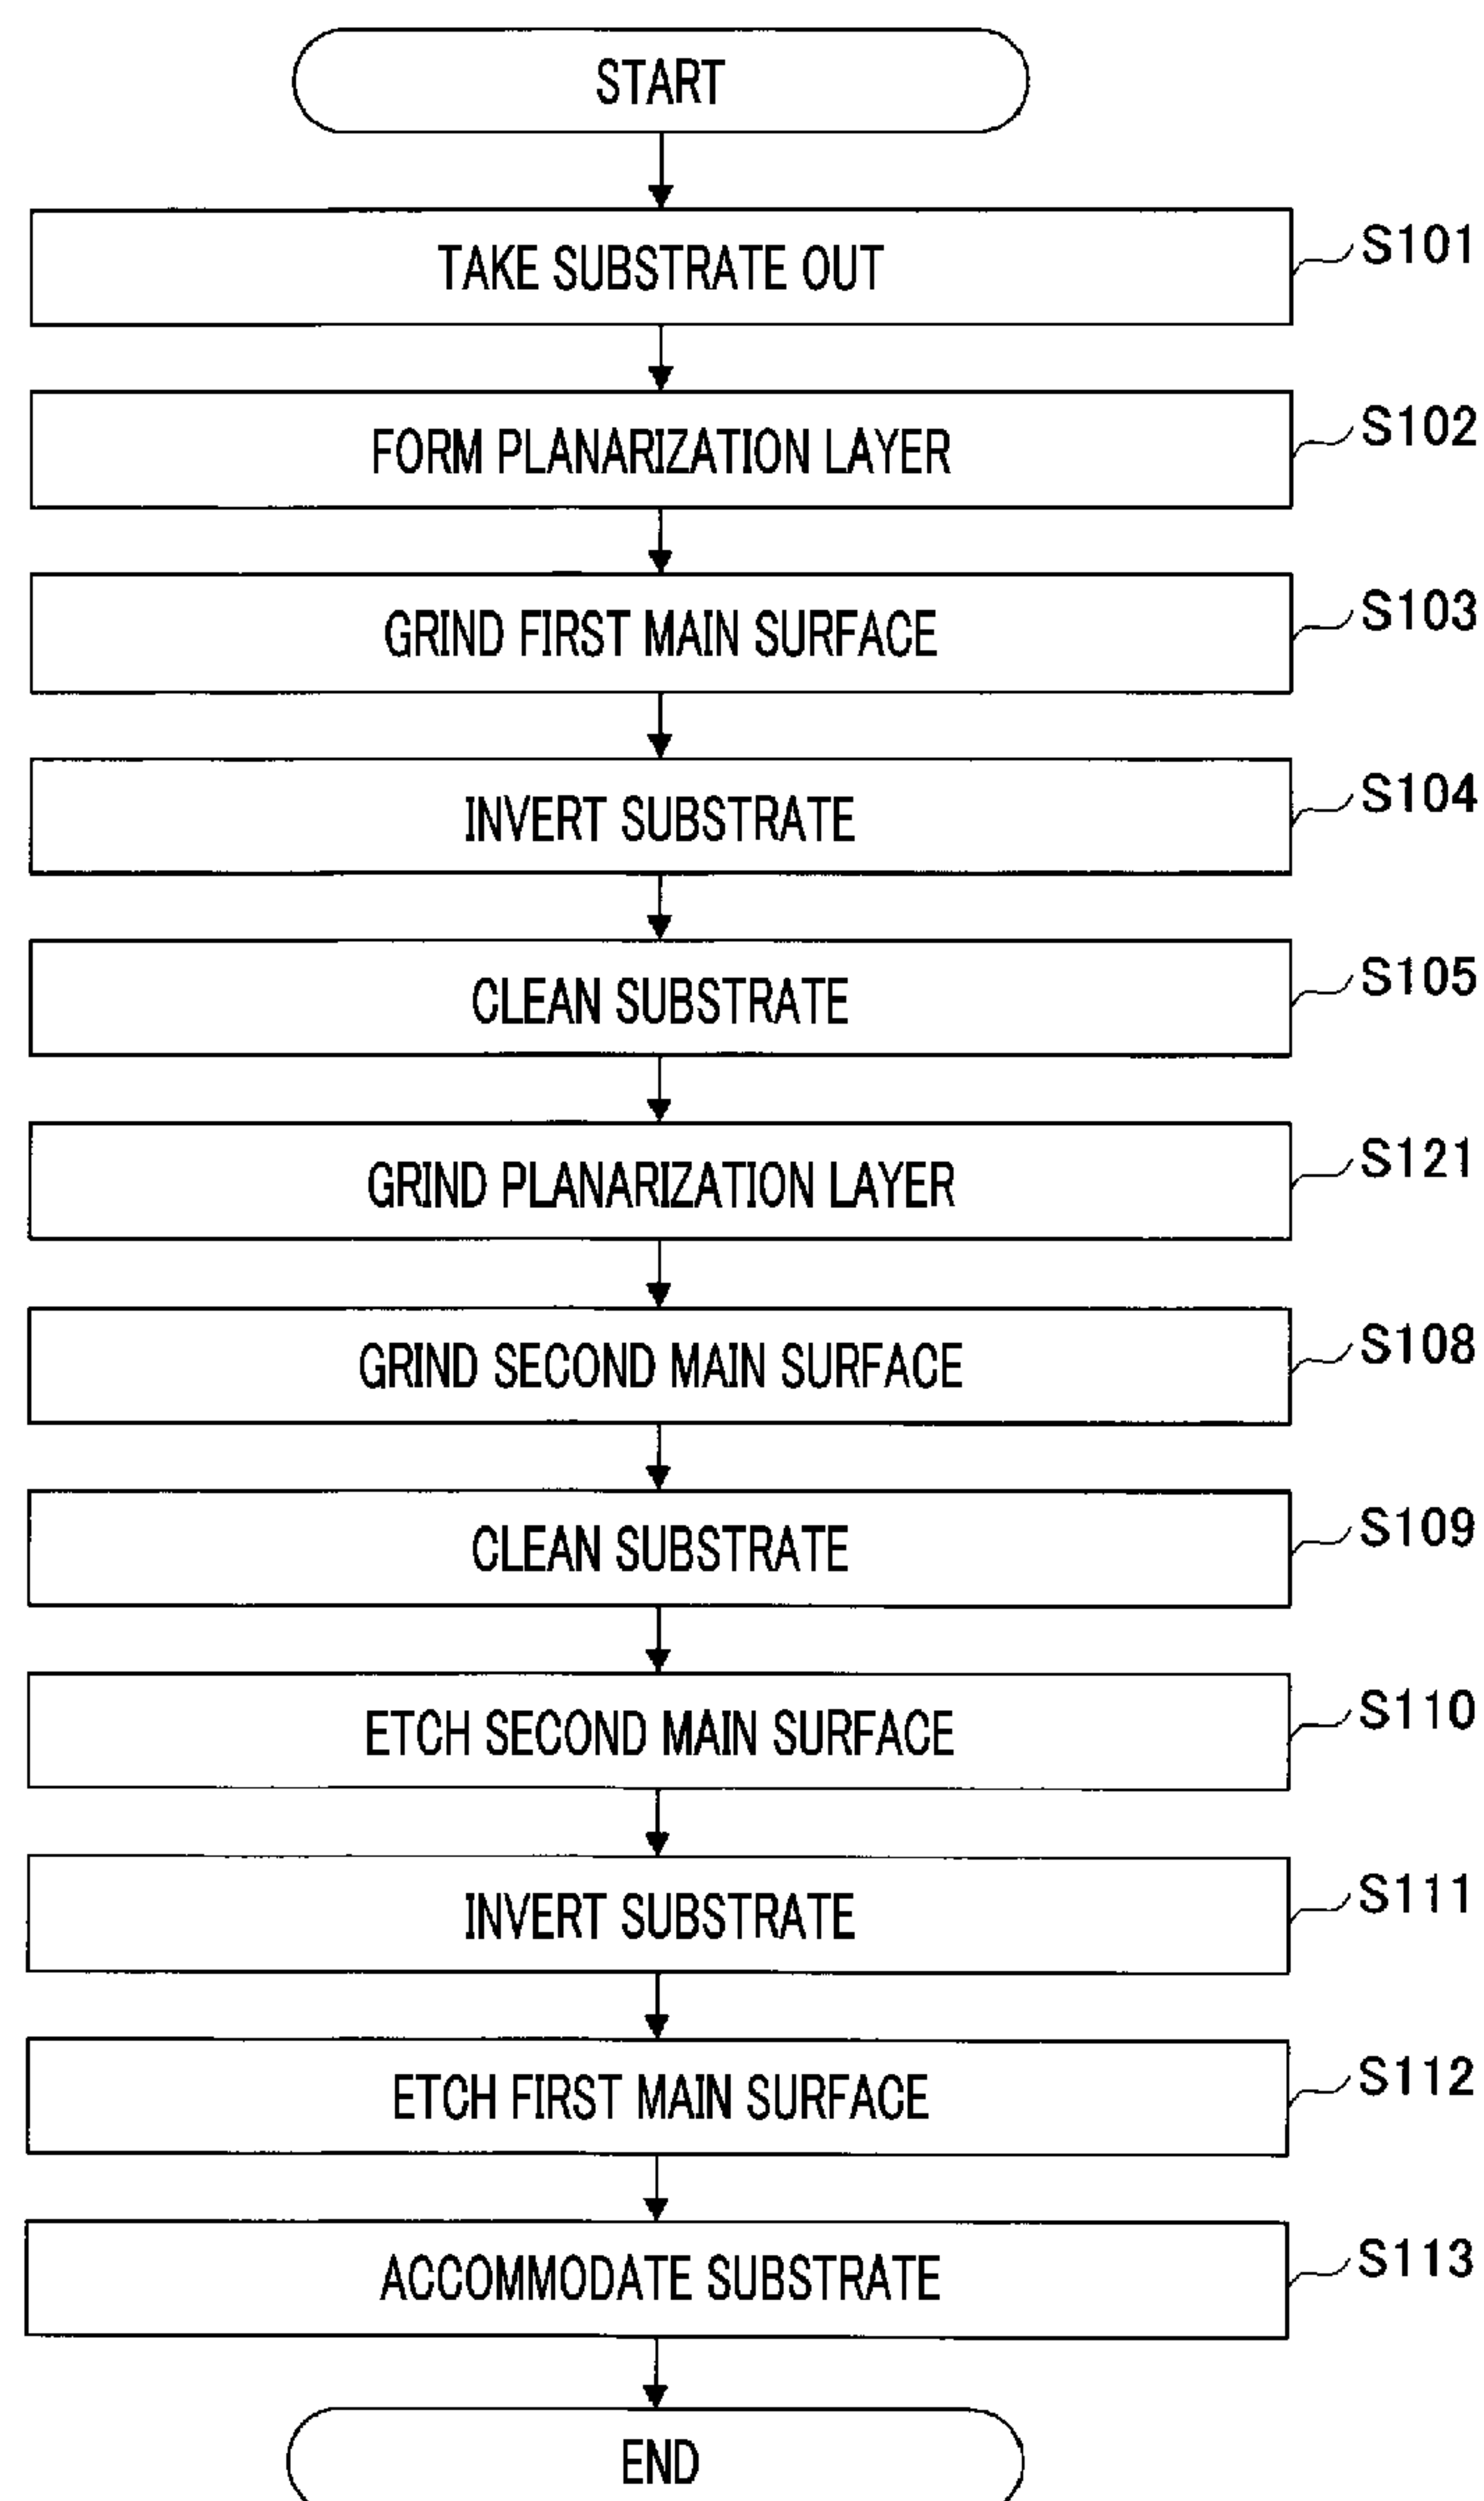 START
TAKE SUBSTRATE OUT S101
FORM PLANARIZATION LAYER S102
GRIND FIRST MAIN SURFACE S103
INVERT SUBSTRATE S104
CLEAN SUBSTRATE S105
GRIND PLANARIZATION LAYER S121
GRIND SECOND MAIN SURFACE S108
CLEAN SUBSTRATE S109
ETCH SECOND MAIN SURFACE S110
INVERT SUBSTRATE S111
ETCH FIRST MAIN SURFACE S112
ACCOMMODATE SUBSTRATE S113
END